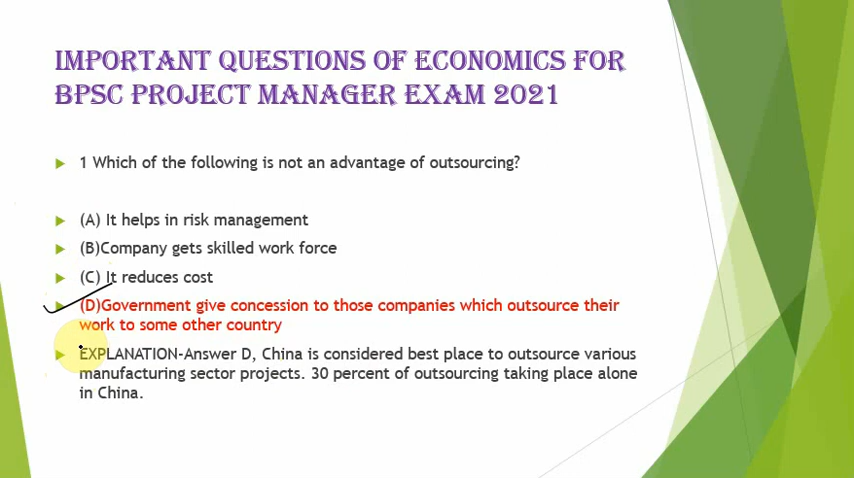 IMPORTANT QUESTIONS OF ECONOMICS FOR
BPSC PROJECT MANAGER EXAM 2021
1 Which of the following is not an advantage of outsourcing?
(A) It helps in risk management
(B)Company gets skilled work force
(C) It reduces cost
(D)Government give concession to those companies which outsource their
work to some other country
EXPLANATION-Answer D, China is considered best place to outsource various
manufacturing sector projects. 30 percent of outsourcing taking place alone
in China.